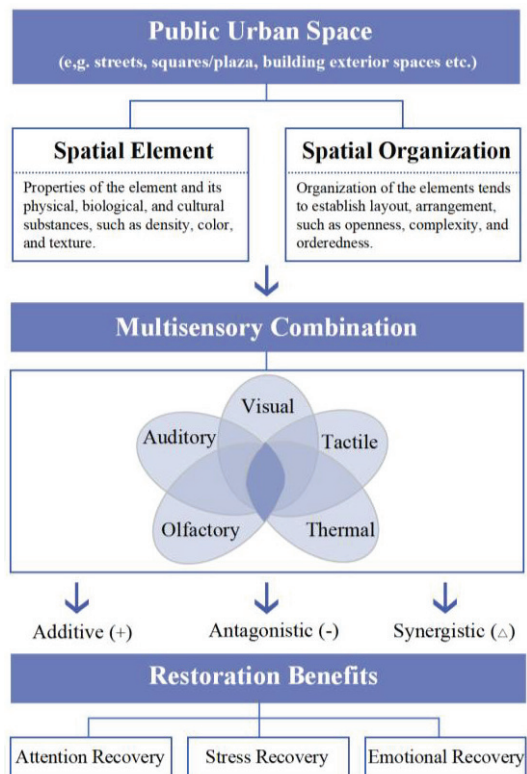 Public Urban Space
(e,g. streets, squares/plaza, building exterior spaces etc.)
Spatial Element
Properties of the element and its
physical, biological, and cultural
substances, such as density, color,
and texture.
Spatial Organization
Organization of the elements tends
to establish layout, arrangement,
such as openness, complexity, and
orderedness.
Multisensory Combination
Visual
Auditory
Tactile
Olfactory
Thermal
Additive (+)
Antagonistic (-)
Synergistic (△)
Restoration Benefits
Attention Recovery
Stress Recovery
Emotional Recovery